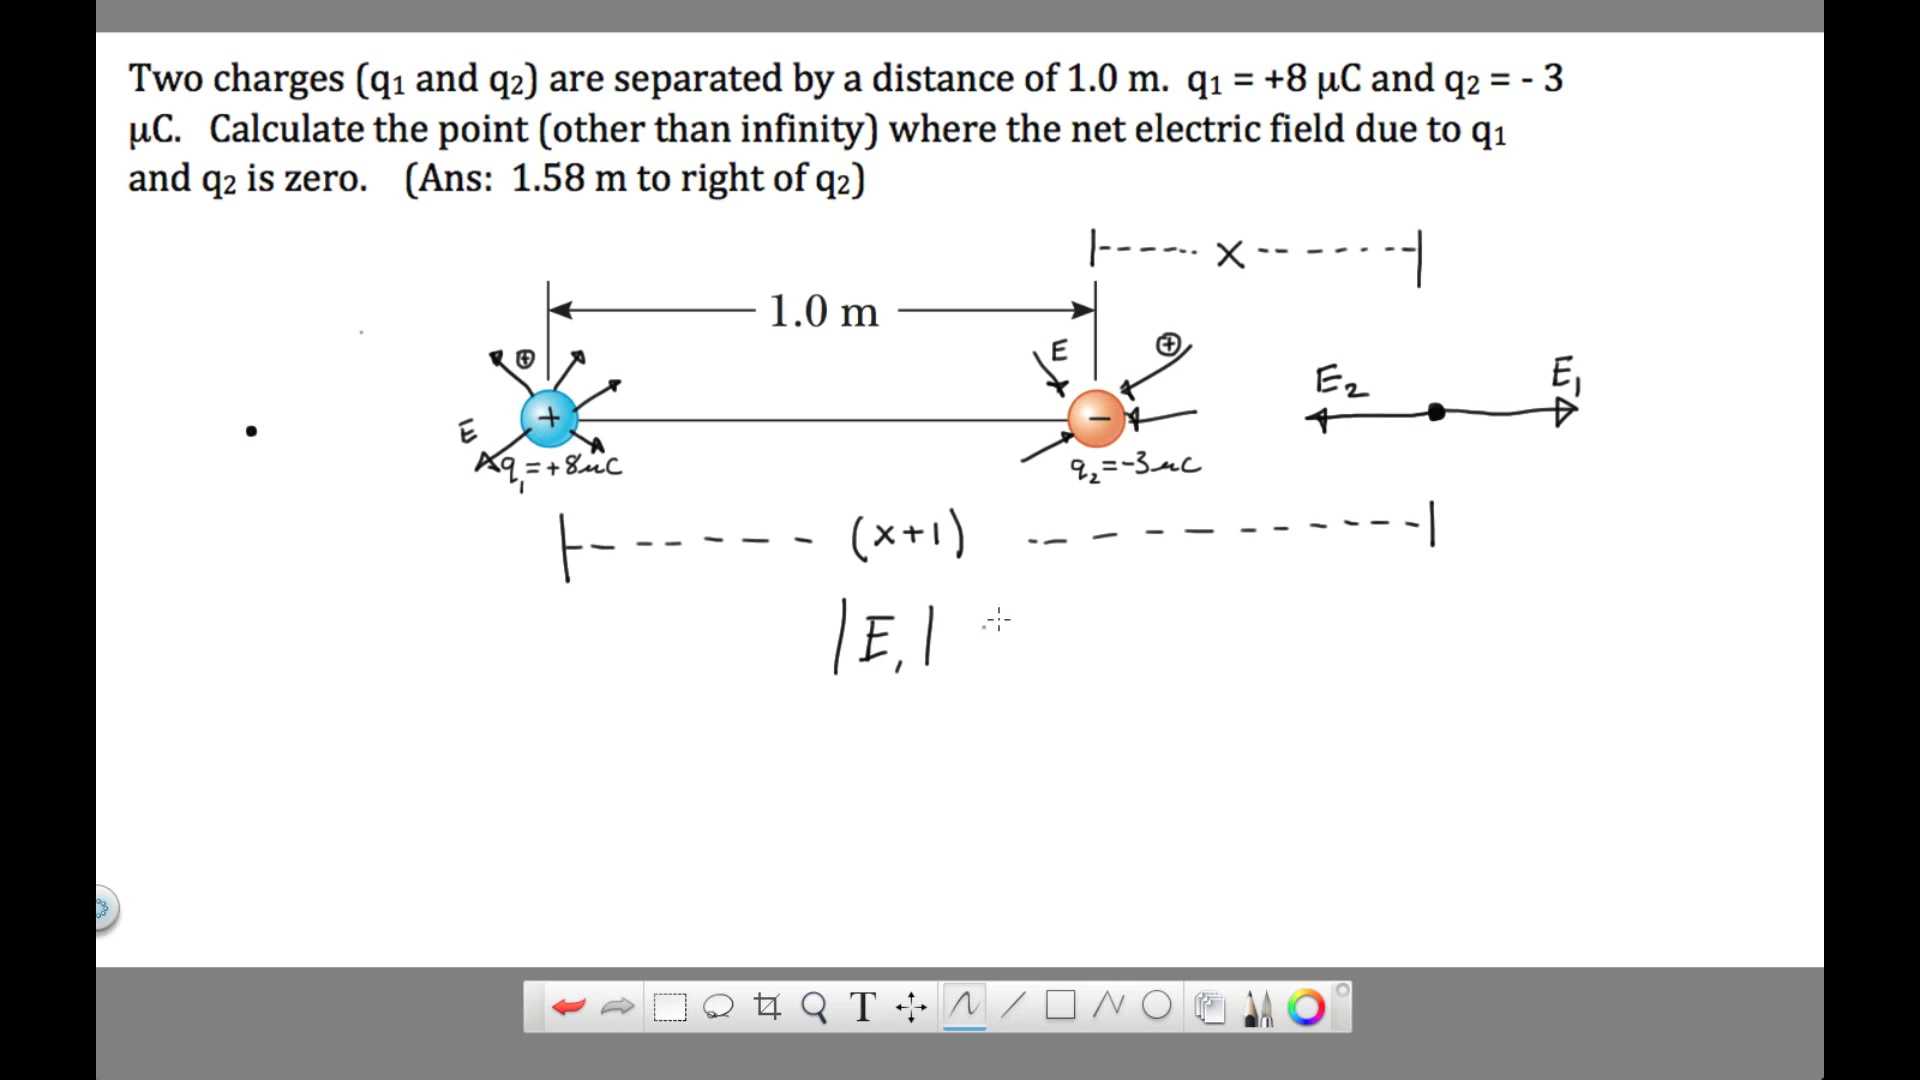 Two charges (q1 and q2) are separated by a distance of 1.0 m. q1 = +8 µC and q2 = - 3
µC. Calculate the point (other than infinity) where the net electric field due to q1
and q2 is zero. (Ans: 1.58 m to right of q2)
x
1.0 m
+ E +
E₂ E₁
E + −
q₁=+8µC q₂=-3µC
(x+1)
|E₁|
T